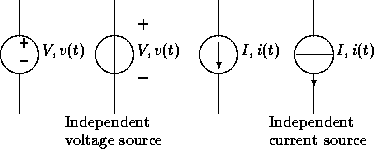 +
+ V, v(t) V, v(t) I, i(t) I, i(t)
−
−
Independent Independent
voltage source current source